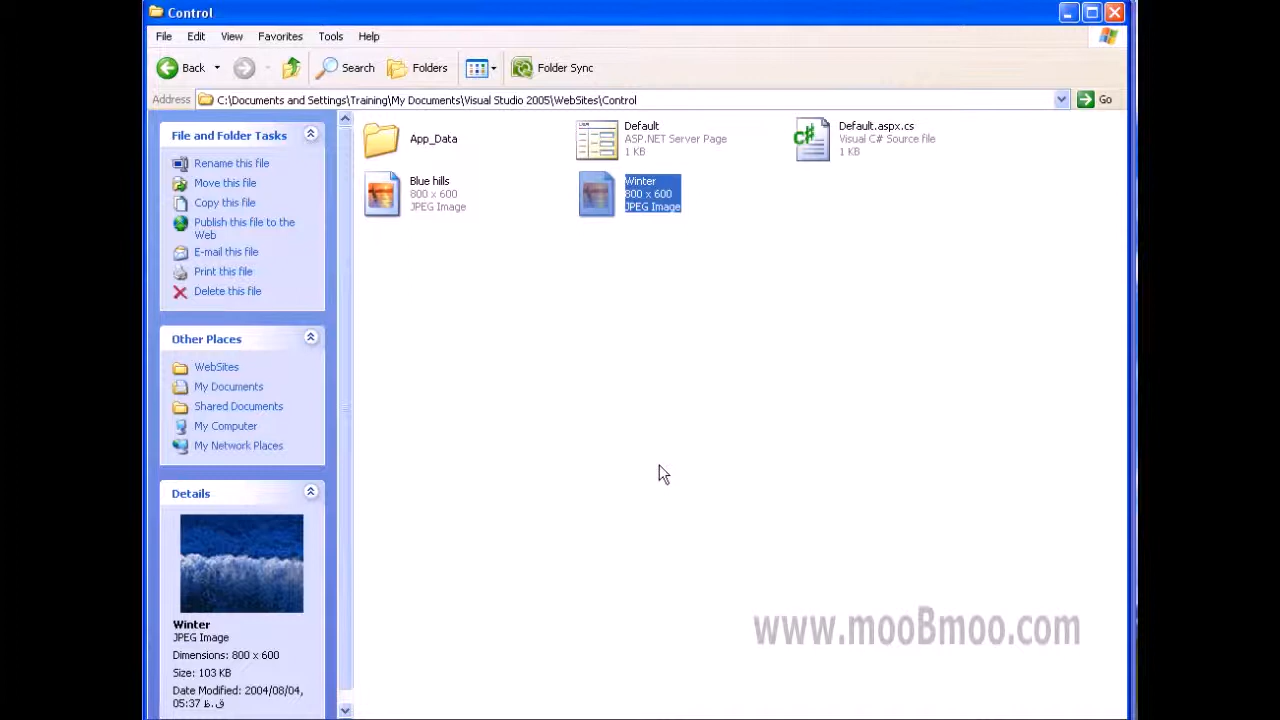 Control
File Edit View Favorites Tools Help
Back Search Folders Folder Sync
Address C:\Documents and Settings\Training\My Documents\Visual Studio 2005\WebSites\Control Go
File and Folder Tasks
Rename this file
Move this file
Copy this file
Publish this file to the
Web
E-mail this file
Print this file
Delete this file
Other Places
WebSites
My Documents
Shared Documents
My Computer
My Network Places
Details
Winter
JPEG Image
Dimensions: 800 x 600
Size: 103 KB
Date Modified: 2004/08/04,
05:37 ق.ظ
App_Data
Default
ASP.NET Server Page
1 KB
Default.aspx.cs
Visual C# Source file
1 KB
Blue hills
800 x 600
JPEG Image
Winter
800 x 600
JPEG Image
www.mooBmoo.com